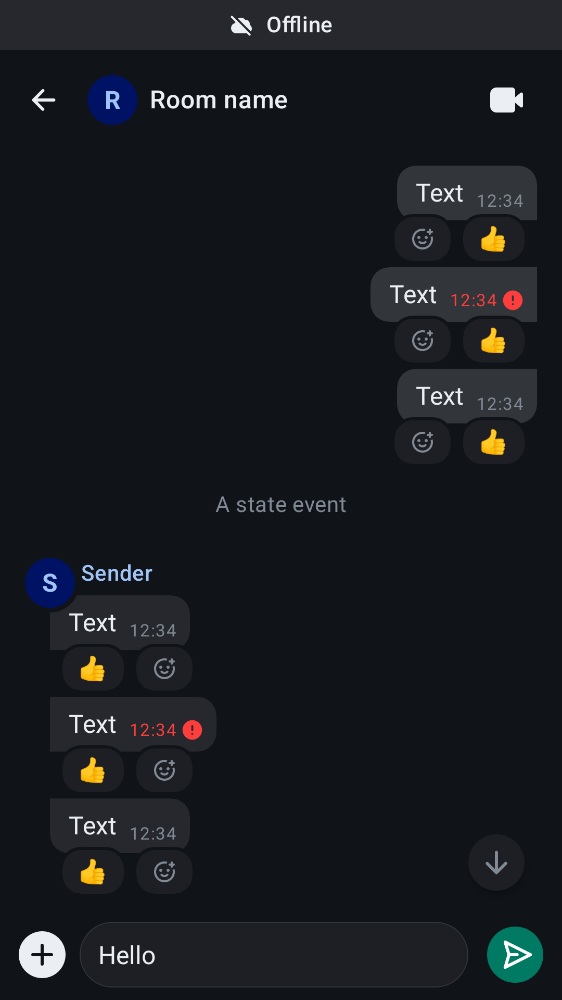 Offline
R Room name
Text 12:34
👍
Text 12:34 !
👍
Text 12:34
👍
A state event
S Sender
Text 12:34
👍
Text 12:34 !
👍
Text 12:34
👍
Hello